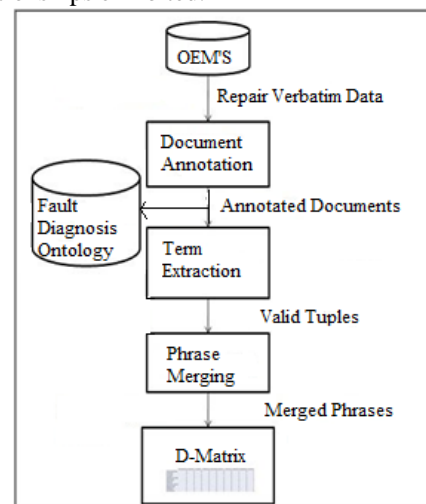 OEM'S
Repair Verbatim Data
Document
Annotation
Fault
Diagnosis
Ontology
Annotated Documents
Term
Extraction
Valid Tuples
Phrase
Merging
Merged Phrases
D-Matrix